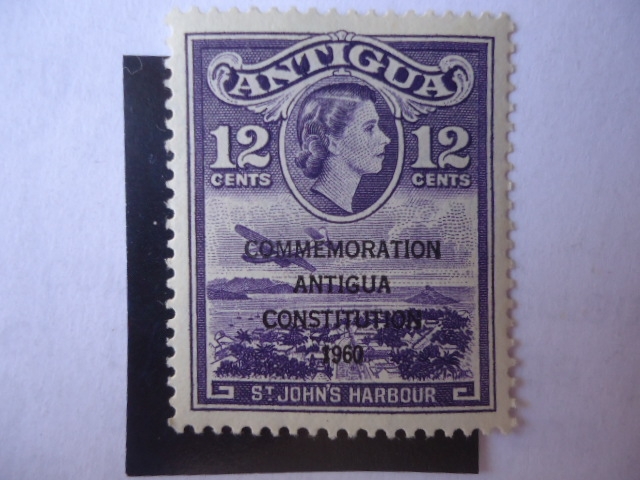 ANTIGUA
12 12
CENTS CENTS
COMMEMORATION
ANTIGUA
CONSTITUTION
1960
ST JOHN'S HARBOUR